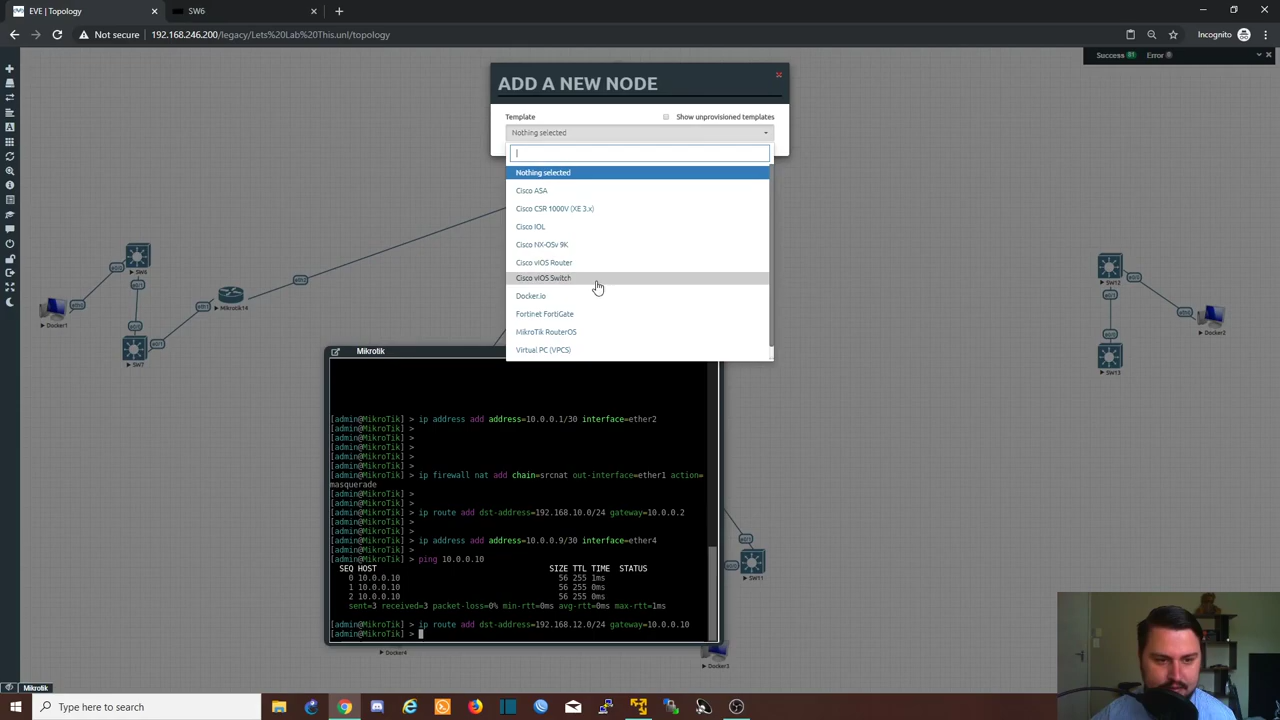 EVE | Topology
SW6
Not secure
192.168.246.200/legacy/Lets%20Lab%20This.unl/topology
Incognito
Success
Error
ADD A NEW NODE
Template
Show unprovisioned templates
Nothing selected
Nothing selected
Cisco ASA
Cisco CSR 1000V (XE 3.x)
Cisco IOL
Cisco NX-OSv 9K
Cisco vIOS Router
Cisco vIOS Switch
Docker.io
Fortinet FortiGate
MikroTik RouterOS
Virtual PC (VPCS)
SW6
Docker1
Mikrotik14
SW7
SW12
Docker2
SW13
Mikrotik
[admin@MikroTik] > ip address add address=10.0.0.1/30 interface=ether2
[admin@MikroTik] >
[admin@MikroTik] >
[admin@MikroTik] >
[admin@MikroTik] >
[admin@MikroTik] >
[admin@MikroTik] > ip firewall nat add chain=srcnat out-interface=ether1 action=
masquerade
[admin@MikroTik] >
[admin@MikroTik] >
[admin@MikroTik] > ip route add dst-address=192.168.10.0/24 gateway=10.0.0.2
[admin@MikroTik] >
[admin@MikroTik] >
[admin@MikroTik] > ip address add address=10.0.0.9/30 interface=ether4
[admin@MikroTik] >
[admin@MikroTik] > ping 10.0.0.10
SEQ HOST SIZE TTL TIME STATUS
0 10.0.0.10 56 255 1ms
1 10.0.0.10 56 255 0ms
2 10.0.0.10 56 255 0ms
sent=3 received=3 packet-loss=0% min-rtt=0ms avg-rtt=0ms max-rtt=1ms
[admin@MikroTik] > ip route add dst-address=192.168.12.0/24 gateway=10.0.0.10
[admin@MikroTik] >
SW11
Docker4
Docker3
Mikrotik
Type here to search